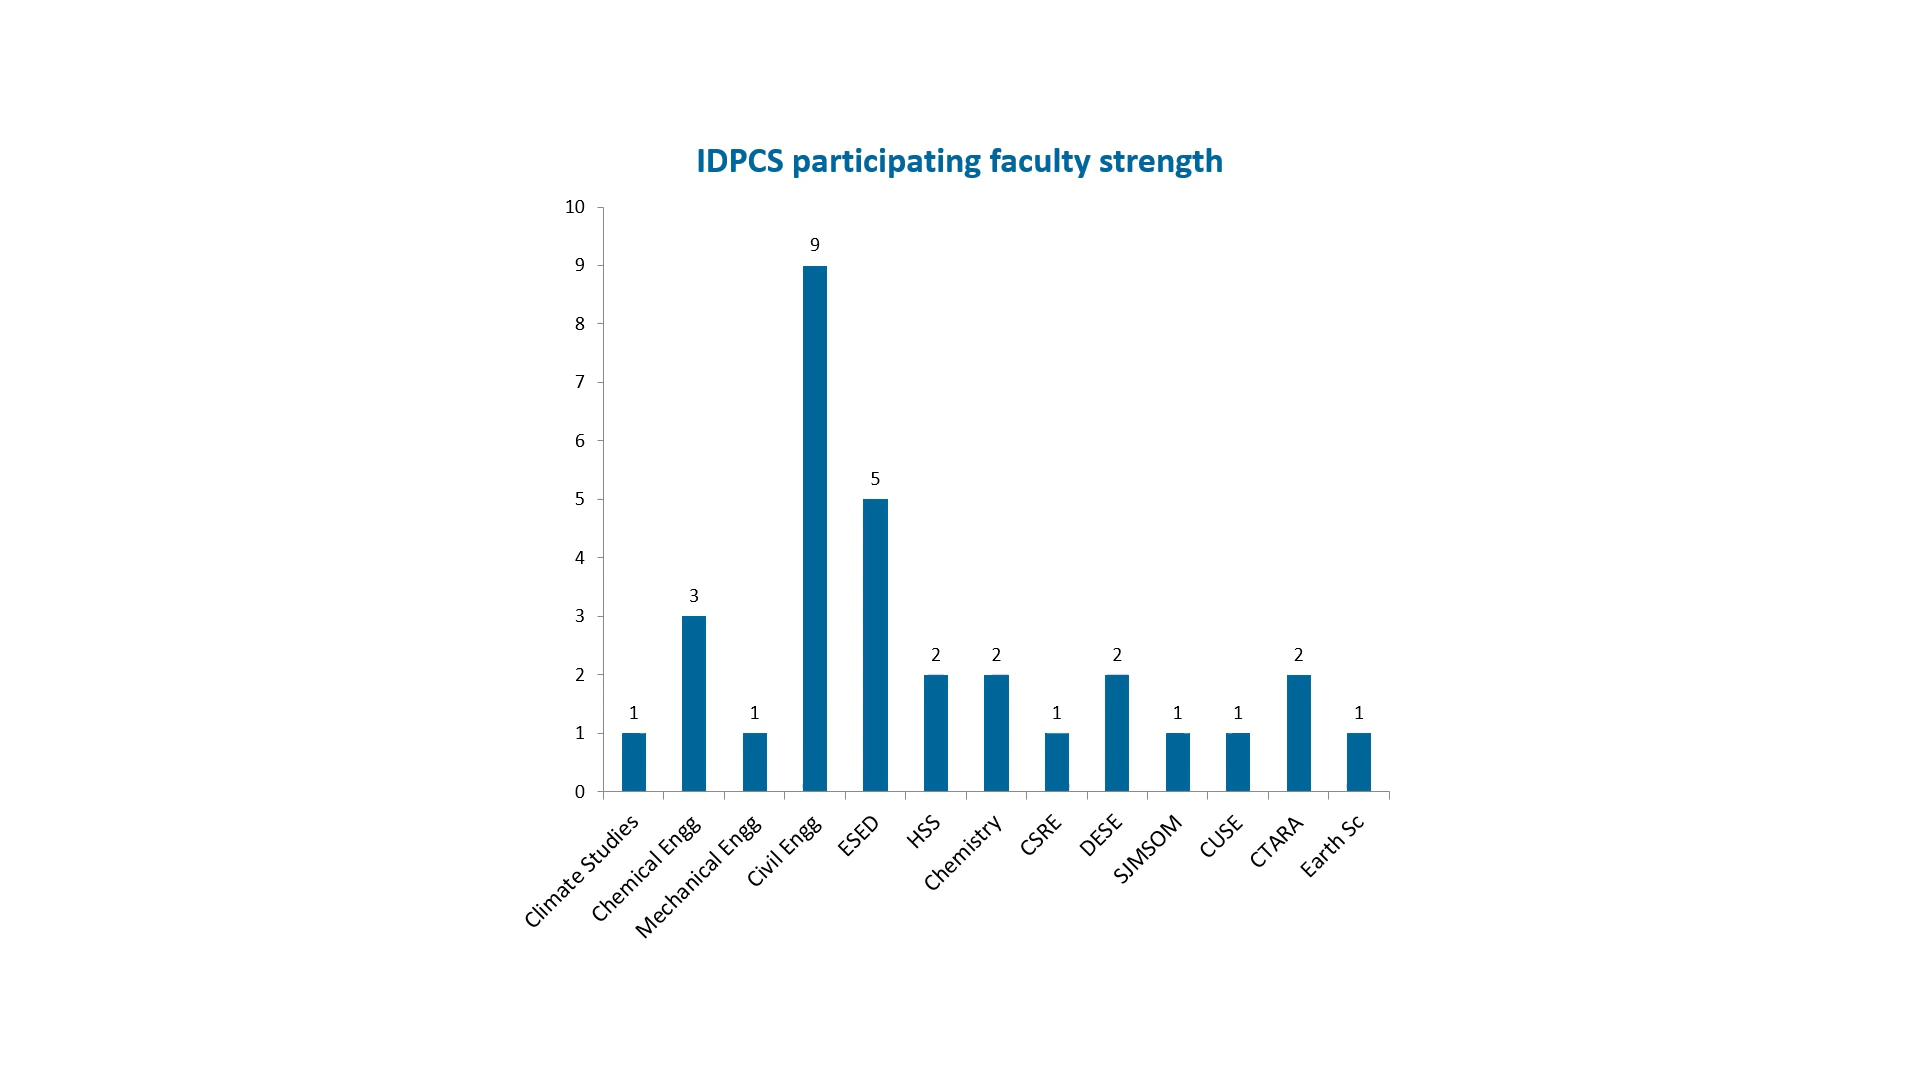 IDPCS participating faculty strength
10
9
8
7
6
5
4
3
2
1
0
1
3
1
9
5
2
2
1
2
1
1
2
1
Climate Studies
Chemical Engg
Mechanical Engg
Civil Engg
ESED
HSS
Chemistry
CSRE
DESE
SJMSOM
CUSE
CTARA
Earth Sc